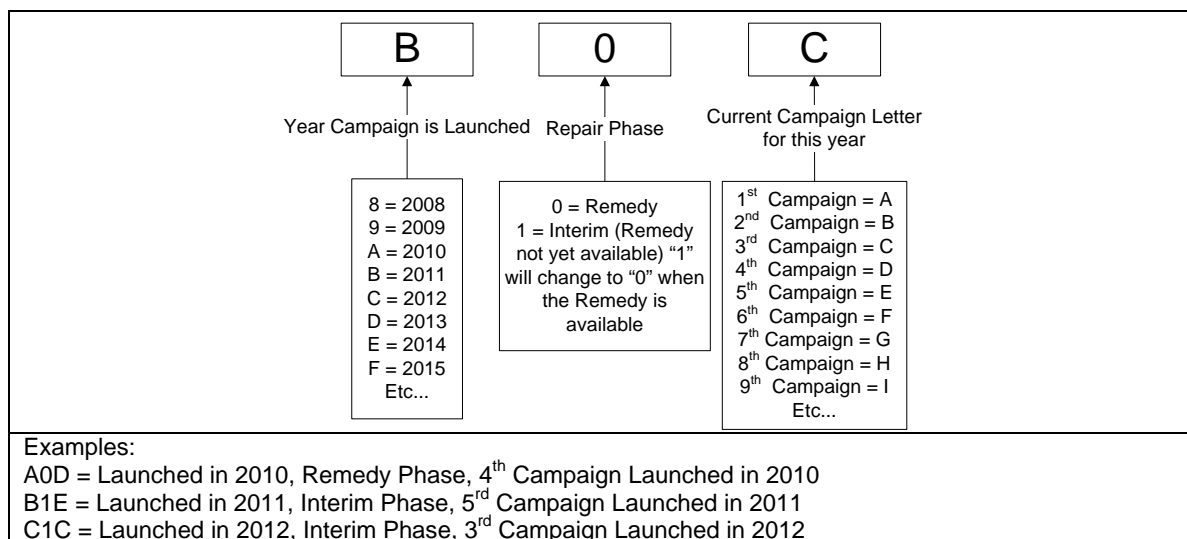 B 0 C
Year Campaign is Launched
Repair Phase
Current Campaign Letter
for this year
8 = 2008
9 = 2009
A = 2010
B = 2011
C = 2012
D = 2013
E = 2014
F = 2015
Etc...
0 = Remedy
1 = Interim (Remedy
not yet available) “1”
will change to “0” when
the Remedy is
available
1st Campaign = A
2nd Campaign = B
3rd Campaign = C
4th Campaign = D
5th Campaign = E
6th Campaign = F
7th Campaign = G
8th Campaign = H
9th Campaign = I
Etc...
Examples:
A0D = Launched in 2010, Remedy Phase, 4th Campaign Launched in 2010
B1E = Launched in 2011, Interim Phase, 5rd Campaign Launched in 2011
C1C = Launched in 2012, Interim Phase, 3rd Campaign Launched in 2012